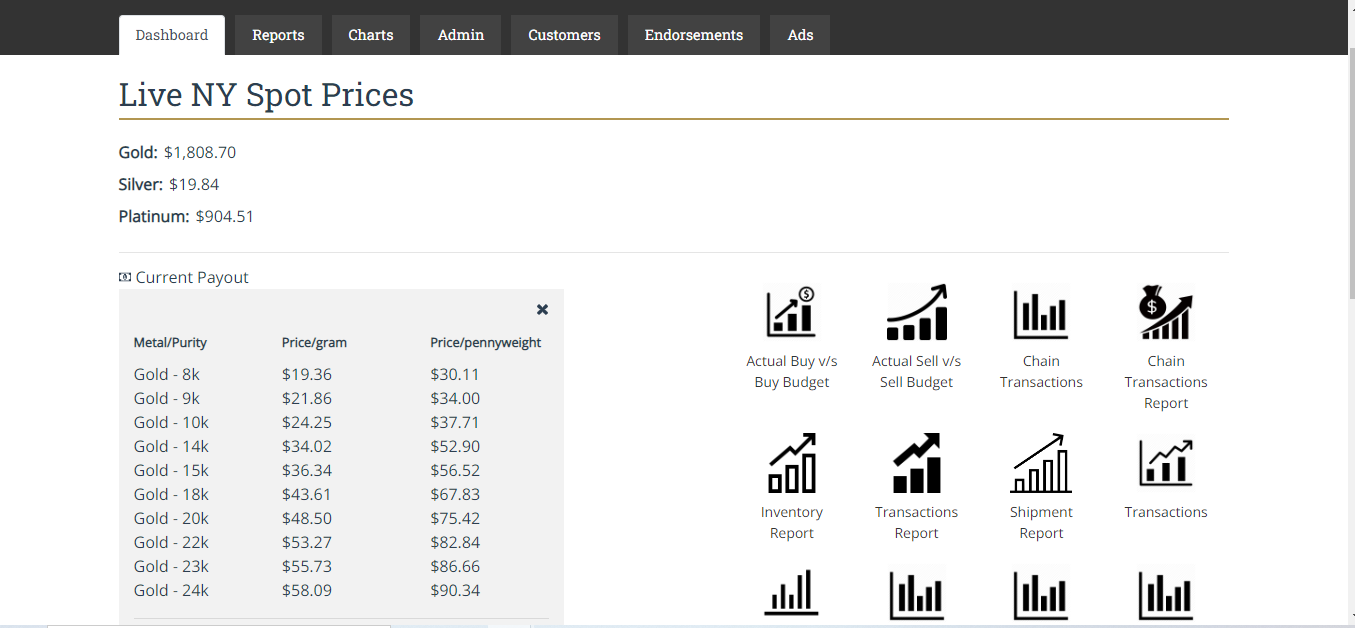 Dashboard Reports Charts Admin Customers Endorsements Ads
Live NY Spot Prices
Gold: $1,808.70
Silver: $19.84
Platinum: $904.51
Current Payout
Metal/Purity Price/gram Price/pennyweight
Gold - 8k $19.36 $30.11
Gold - 9k $21.86 $34.00
Gold - 10k $24.25 $37.71
Gold - 14k $34.02 $52.90
Gold - 15k $36.34 $56.52
Gold - 18k $43.61 $67.83
Gold - 20k $48.50 $75.42
Gold - 22k $53.27 $82.84
Gold - 23k $55.73 $86.66
Gold - 24k $58.09 $90.34
Actual Buy v/s
Buy Budget
Actual Sell v/s
Sell Budget
Chain
Transactions
Chain
Transactions
Report
Inventory
Report
Transactions
Report
Shipment
Report
Transactions